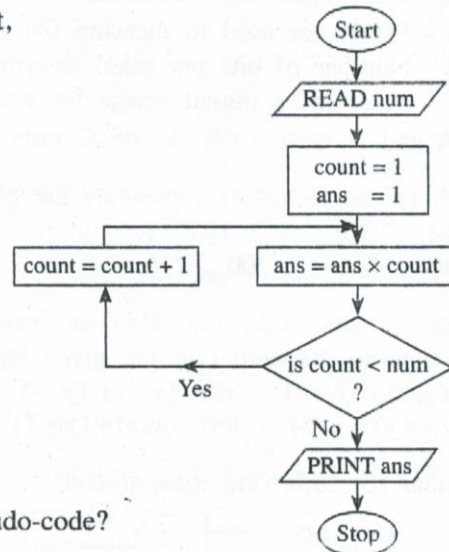 t,
Start
READ num
count = 1
ans = 1
count = count + 1
ans = ans × count
is count < num
?
Yes
No
PRINT ans
Stop
udo-code?